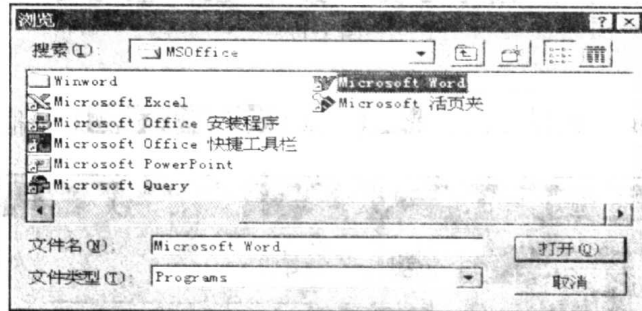 浏览
搜索(I): MSOffice
Winword
Microsoft Excel
Microsoft Office 安装程序
Microsoft Office 快捷工具栏
Microsoft PowerPoint
Microsoft Query
Microsoft Word
Microsoft 活页夹
文件名(N): Microsoft Word 打开(O)
文件类型(T): Programs 取消